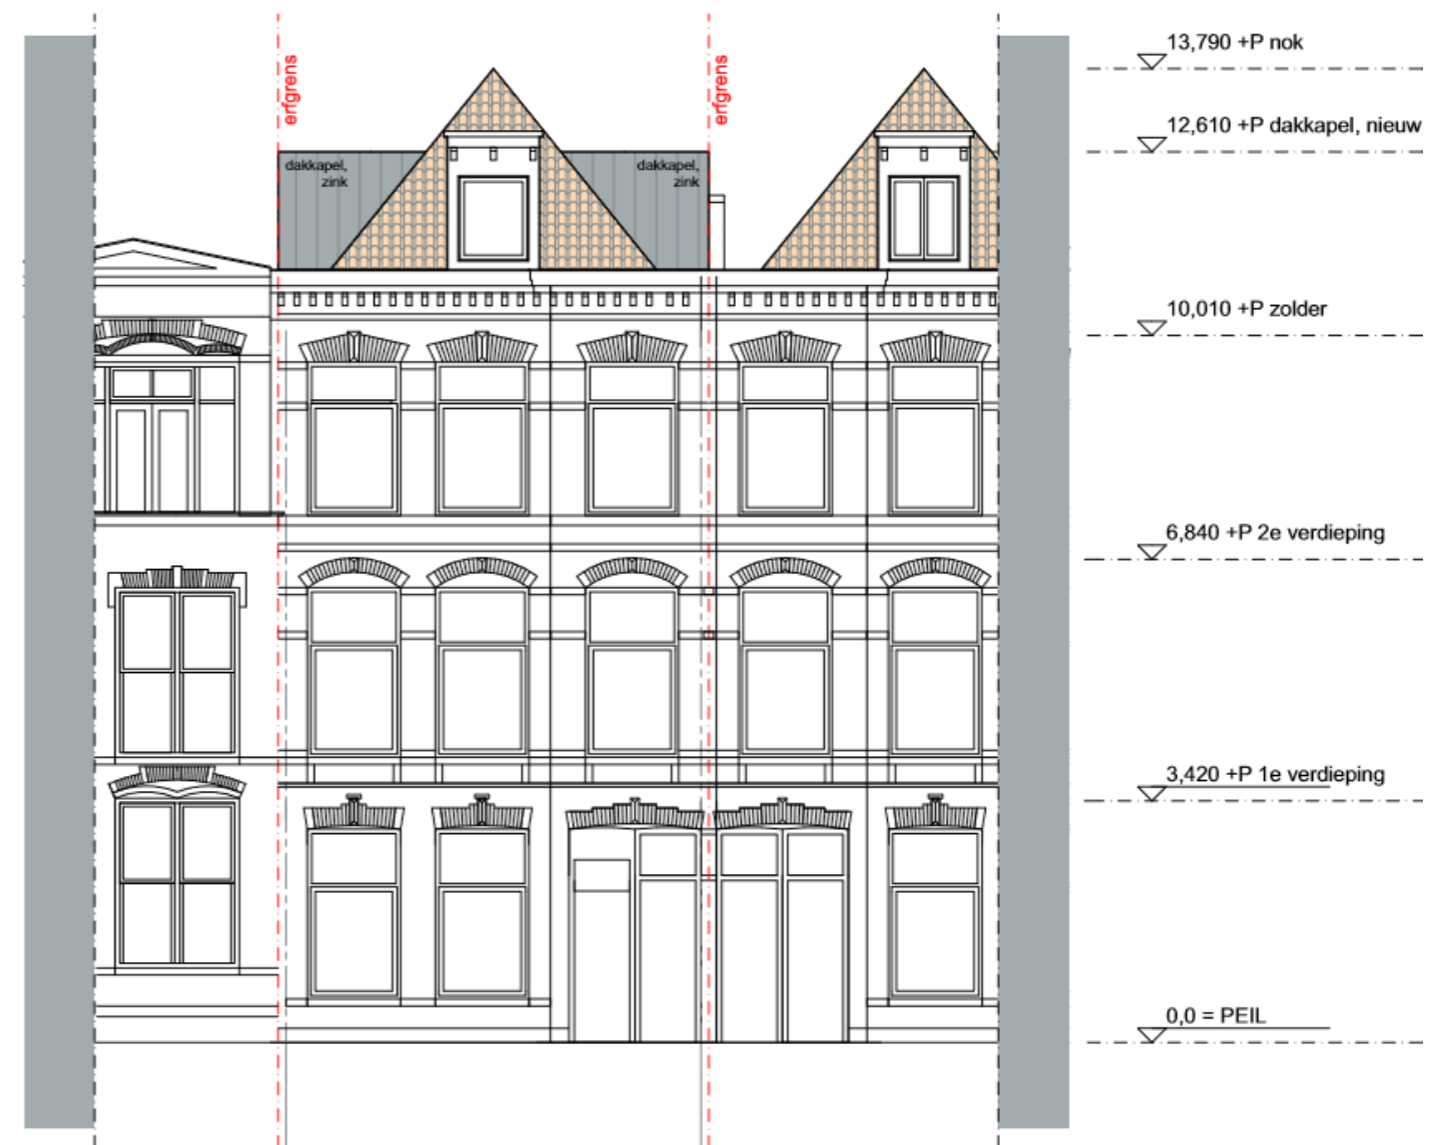 13,790 +P nok
erfgrens
erfgrens
12,610 +P dakkapel, nieuw
dakkapel,
zink
dakkapel,
zink
10,010 +P zolder
6,840 +P 2e verdieping
3,420 +P 1e verdieping
0,0 = PEIL